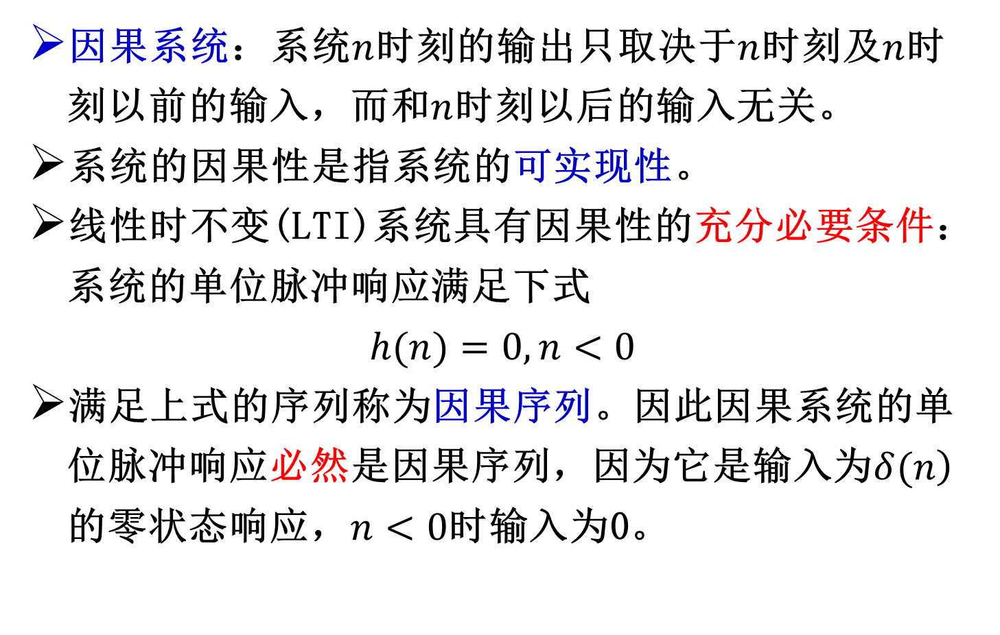 ➢因果系统：系统n时刻的输出只取决于n时刻及n时
刻以前的输入，而和n时刻以后的输入无关。
➢系统的因果性是指系统的可实现性。
➢线性时不变(LTI)系统具有因果性的充分必要条件：
系统的单位脉冲响应满足下式
h(n) = 0, n < 0
➢满足上式的序列称为因果序列。因此因果系统的单
位脉冲响应必然是因果序列，因为它是输入为δ(n)
的零状态响应，n < 0时输入为0。